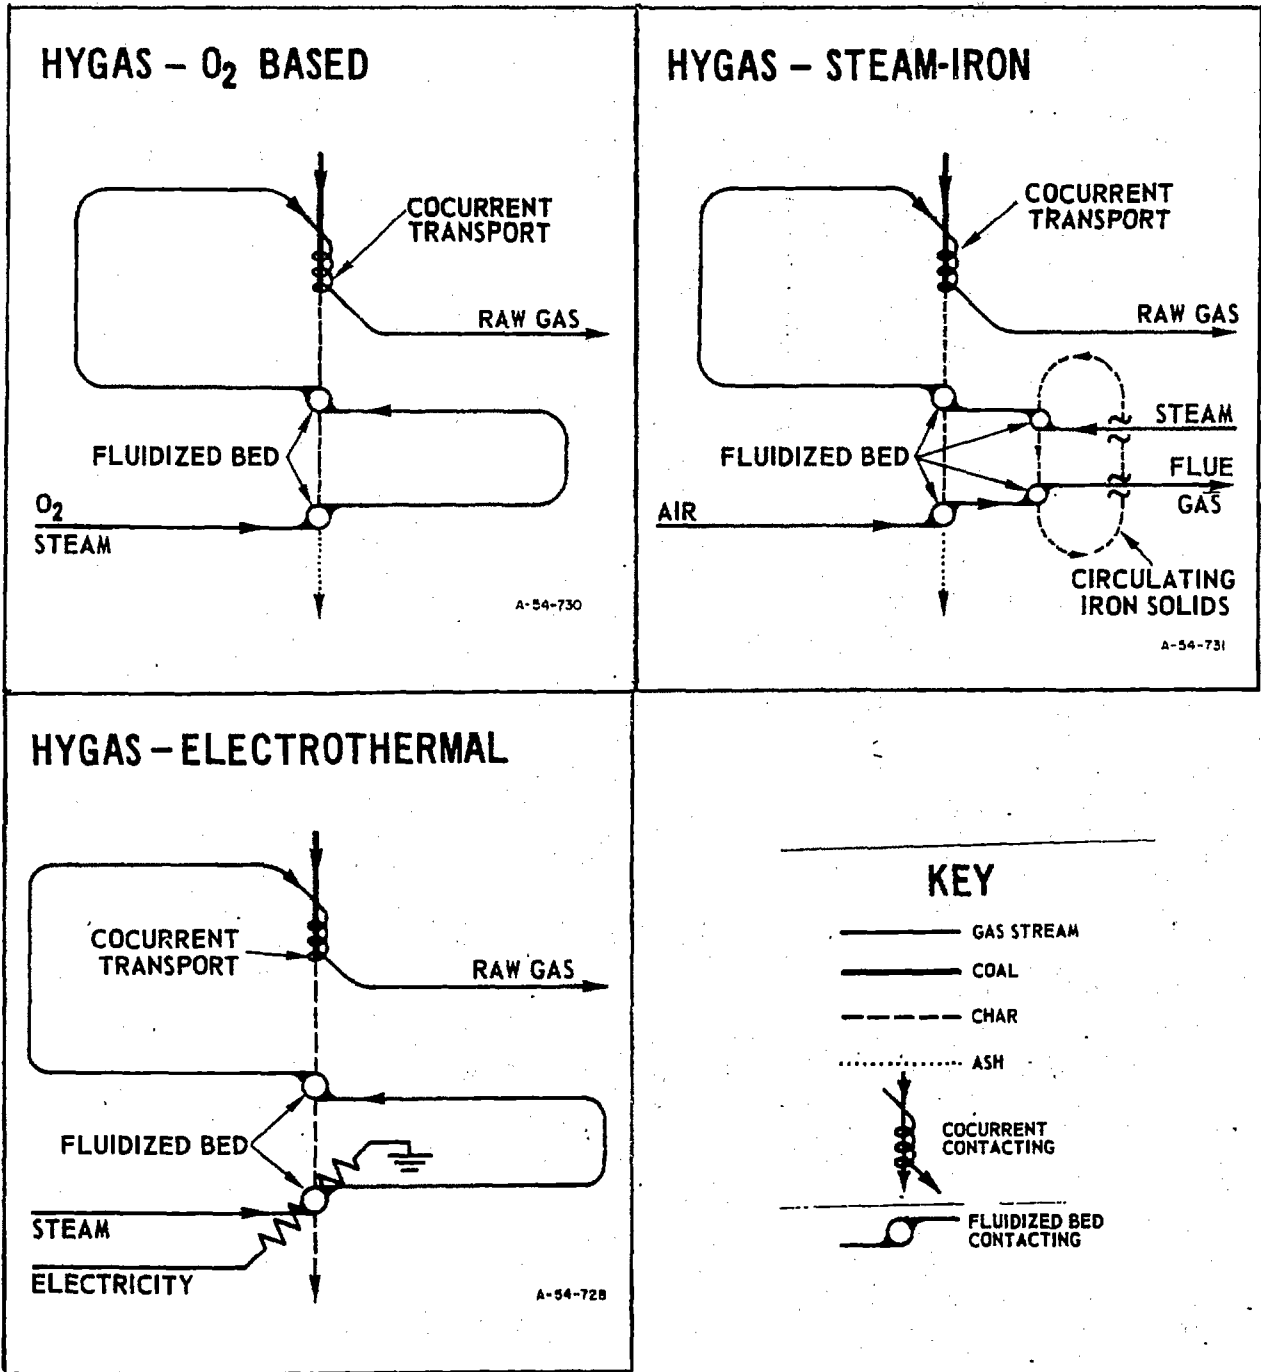 HYGAS – O₂ BASED
COCURRENT
TRANSPORT
RAW GAS
FLUIDIZED BED
O₂
STEAM
A-54-730
HYGAS – STEAM-IRON
COCURRENT
TRANSPORT
RAW GAS
STEAM
FLUIDIZED BED
FLUE
GAS
AIR
CIRCULATING
IRON SOLIDS
A-54-731
HYGAS – ELECTROTHERMAL
COCURRENT
TRANSPORT
RAW GAS
FLUIDIZED BED
STEAM
ELECTRICITY
A-54-728
KEY
GAS STREAM
COAL
CHAR
ASH
COCURRENT
CONTACTING
FLUIDIZED BED
CONTACTING